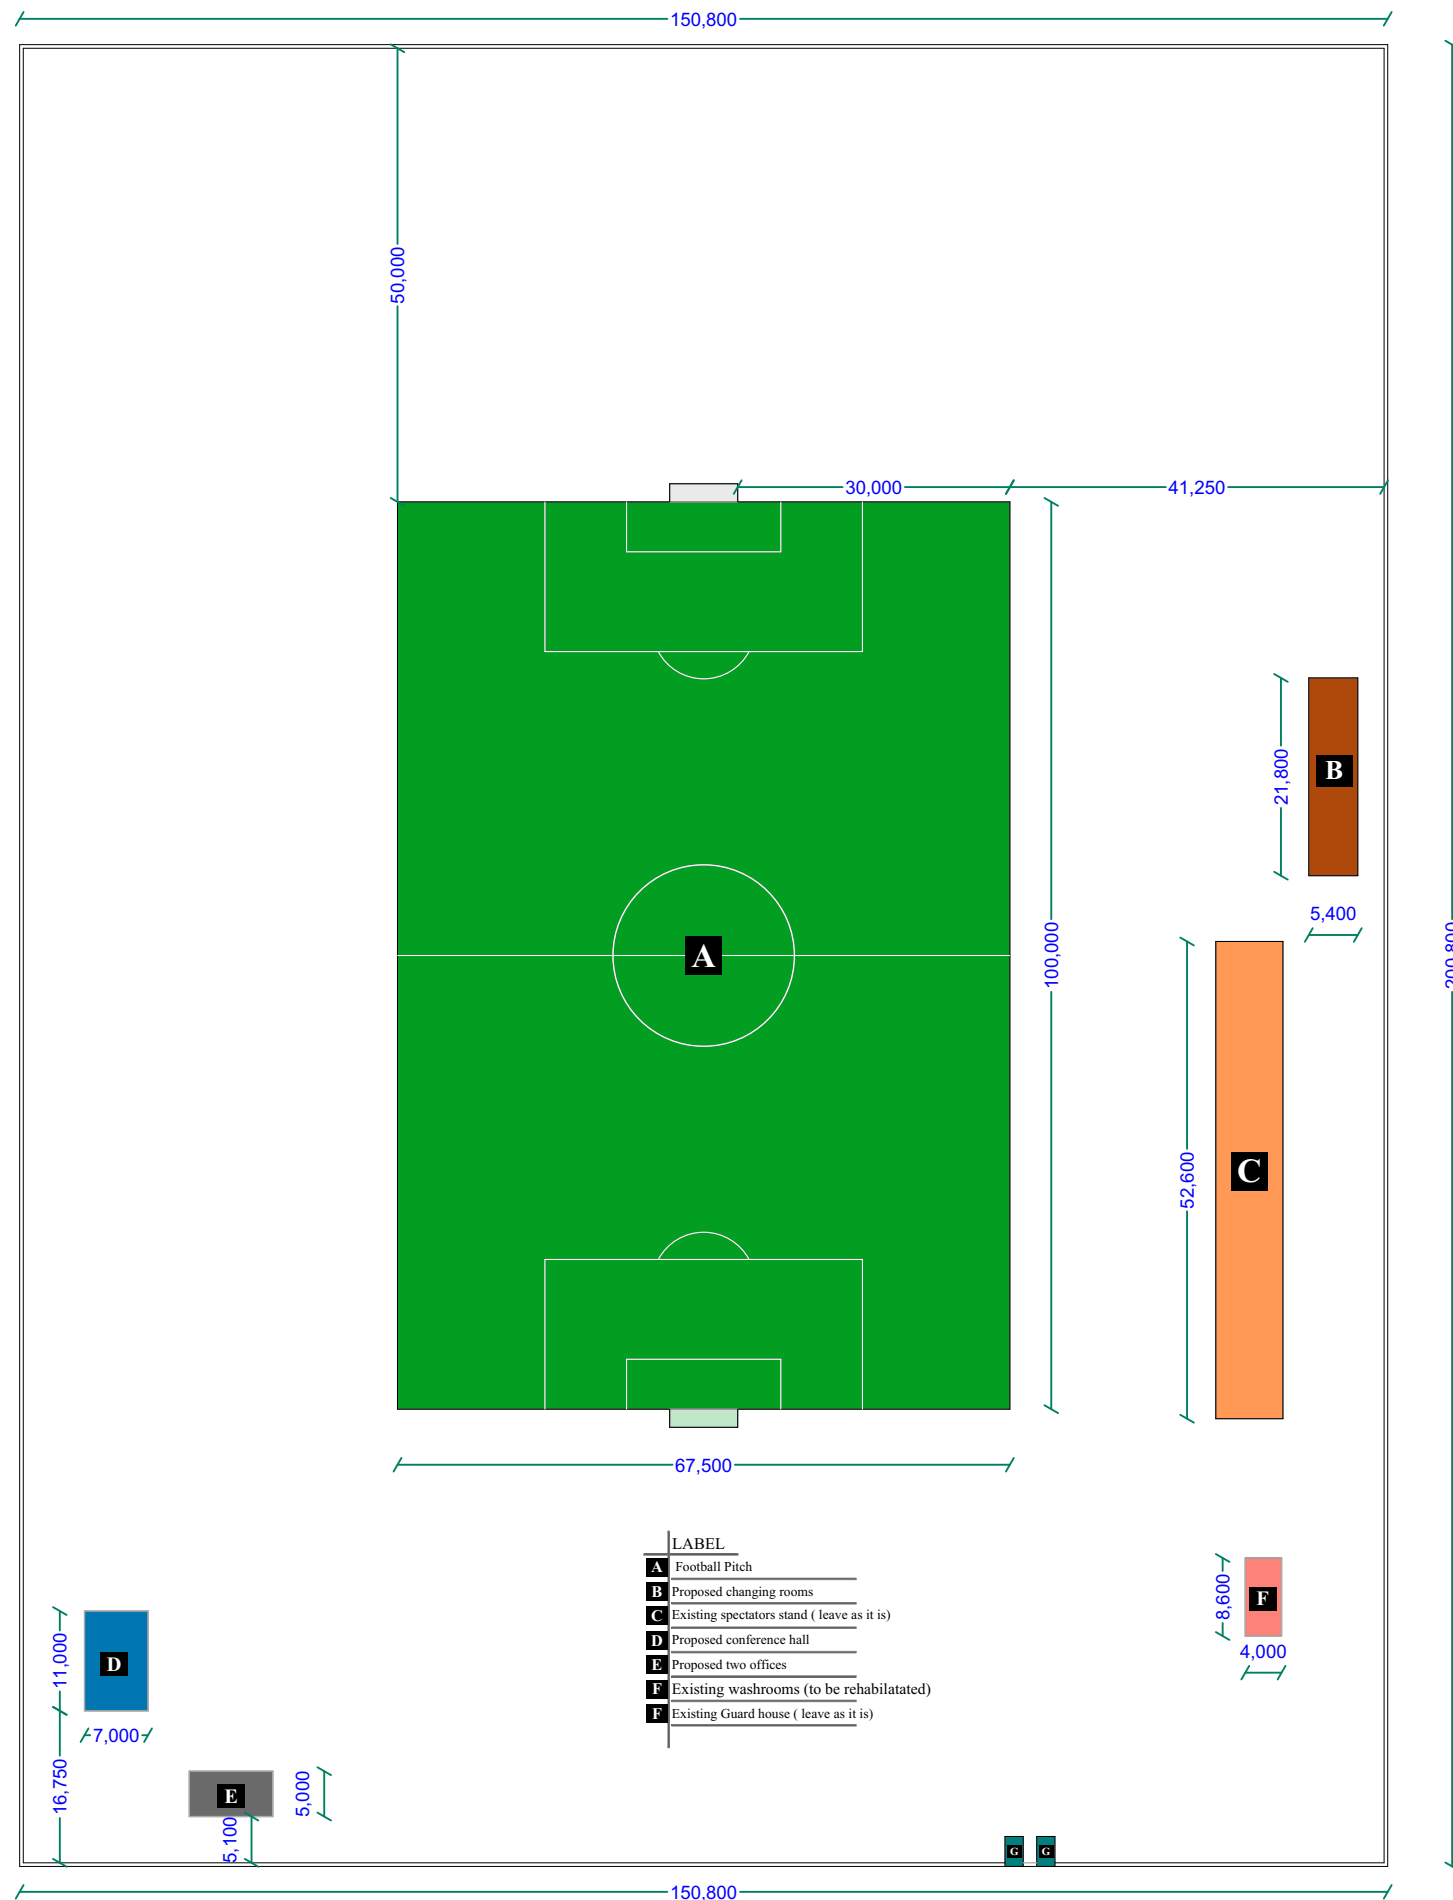 150,800
50,000
30,000
41,250
B
21,800
5,400
A
100,000
200,800
C
52,600
67,500
LABEL
A Football Pitch
B Proposed changing rooms
C Existing spectators stand ( leave as it is)
D Proposed conference hall
E Proposed two offices
F Existing washrooms (to be rehabilatated)
F Existing Guard house ( leave as it is)
F
8,600
4,000
D
11,000
7,000
16,750
E
5,000
5,100
G G
150,800